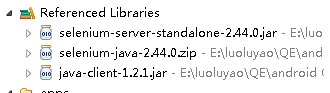 Referenced Libraries
selenium-server-standalone-2.44.0.jar - E:\luo
selenium-java-2.44.0.zip - E:\luoluyao\QE\an
java-client-1.2.1.jar - E:\luoluyao\QE\android